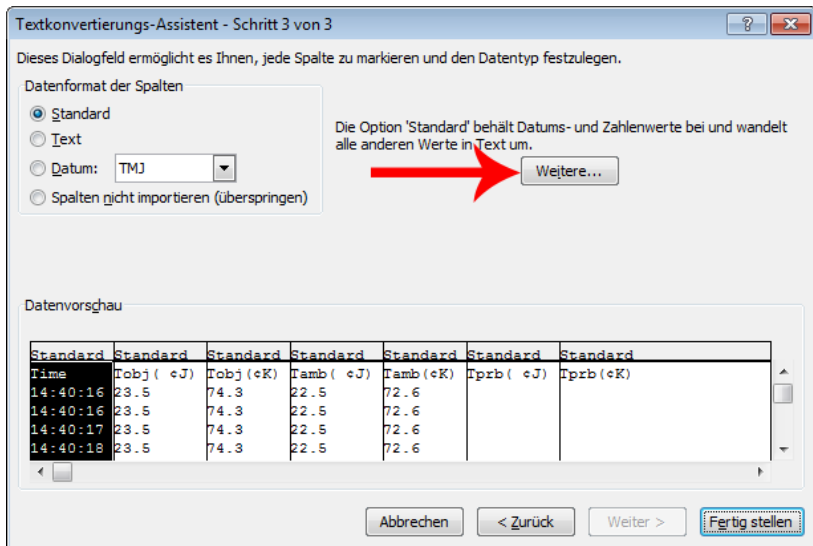 Textkonvertierungs-Assistent - Schritt 3 von 3
Dieses Dialogfeld ermöglicht es Ihnen, jede Spalte zu markieren und den Datentyp festzulegen.
Datenformat der Spalten
Standard
Text
Datum: TMJ
Spalten nicht importieren (überspringen)
Die Option 'Standard' behält Datums- und Zahlenwerte bei und wandelt
alle anderen Werte in Text um.
Weitere...
Datenvorschau
Standard Standard Standard Standard Standard Standard Standard
Time Tobj( ¢J) Tobj(¢K) Tamb( ¢J) Tamb(¢K) Tprb( ¢J) Tprb(¢K)
14:40:16 23.5 74.3 22.5 72.6
14:40:16 23.5 74.3 22.5 72.6
14:40:17 23.5 74.3 22.5 72.6
14:40:18 23.5 74.3 22.5 72.6
Abbrechen < Zurück Weiter > Fertig stellen